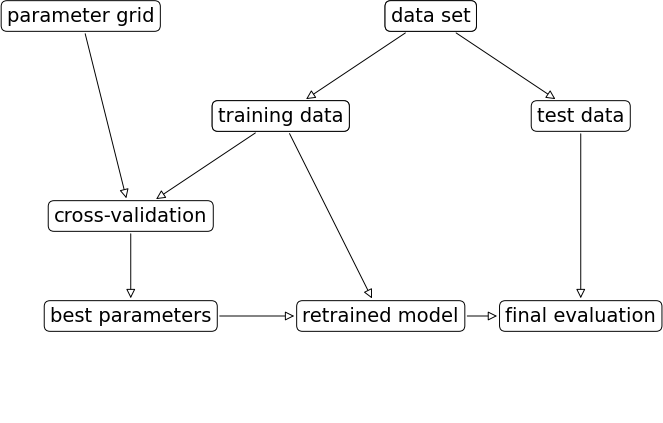 parameter grid
data set
training data
test data
cross-validation
best parameters
retrained model
final evaluation